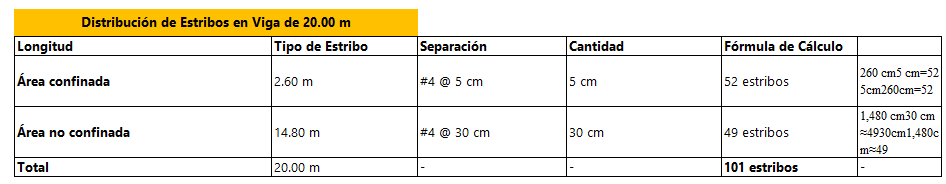 Distribución de Estribos en Viga de 20.00 m
Longitud Tipo de Estribo Separación Cantidad Fórmula de Cálculo
Área confinada 2.60 m #4 @ 5 cm 5 cm 52 estribos 260 cm5 cm=52
5cm260cm=52
Área no confinada 14.80 m #4 @ 30 cm 30 cm 49 estribos 1,480 cm30 cm
≈4930cm1,480c
m≈49
Total 20.00 m - - 101 estribos -